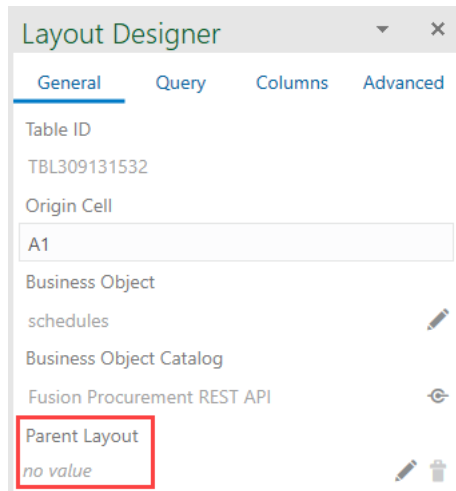 Layout Designer
General Query Columns Advanced
Table ID
TBL309131532
Origin Cell
A1
Business Object
schedules
Business Object Catalog
Fusion Procurement REST API
Parent Layout
no value